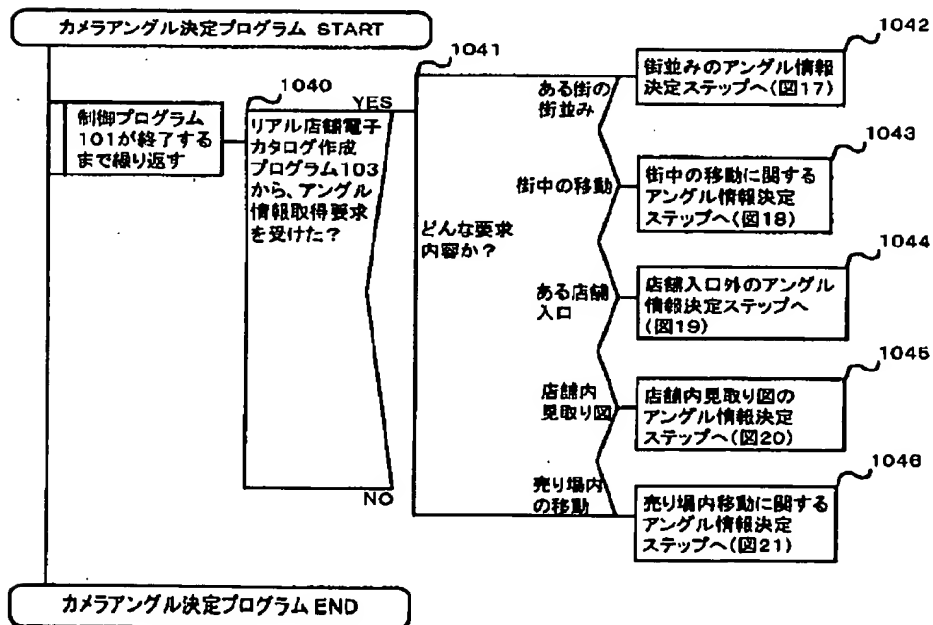 カメラアングル決定プログラム START
制御プログラム
101が終了する
まで繰り返す
1040
YES
リアル店舗電子
カタログ作成
プログラム103
から、アングル
情報取得要求
を受けた？
NO
1041
どんな要求
内容か？
ある街の
街並み
1042
街並みのアングル情報
決定ステップへ(図17)
街中の移動
1043
街中の移動に関する
アングル情報決定
ステップへ(図18)
ある店舗
入口
1044
店舗入口外のアングル
情報決定ステップへ
(図19)
店舗内
見取り図
1045
店舗内見取り図の
アングル情報決定
ステップへ(図20)
売り場内
の移動
1046
売り場内移動に関する
アングル情報決定
ステップへ(図21)
カメラアングル決定プログラム END